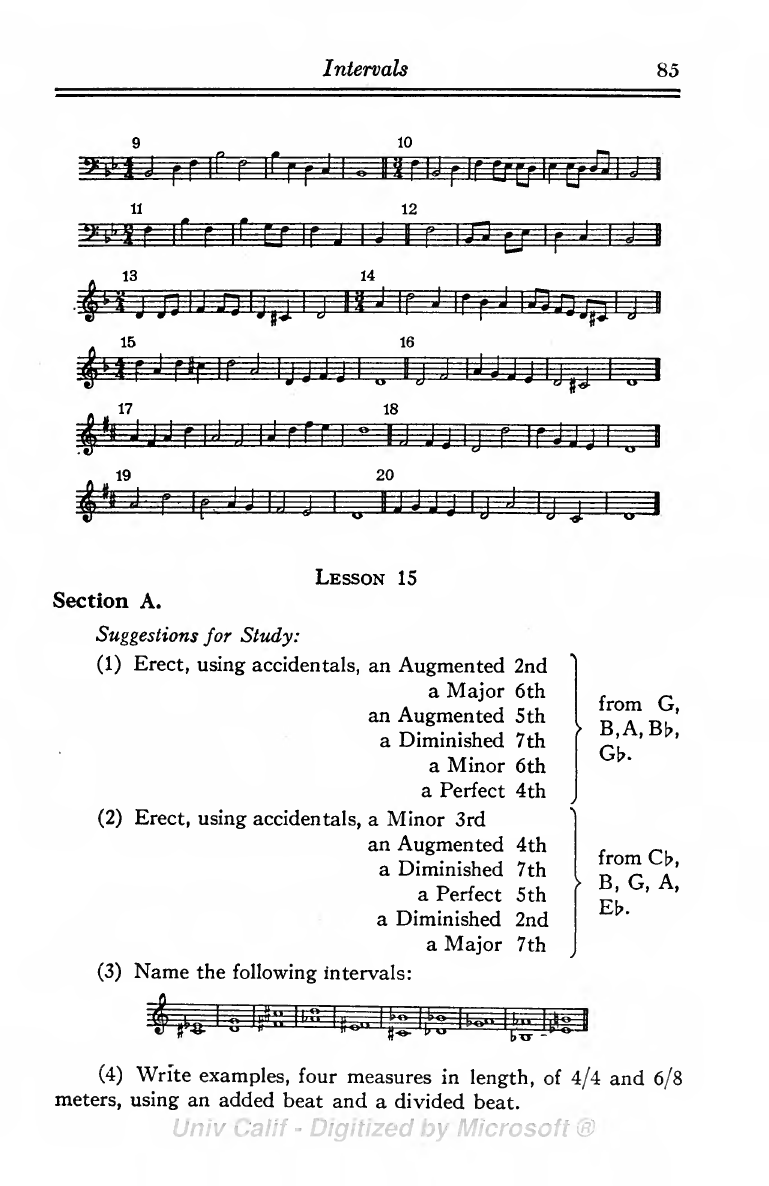 Intervals 85
9 10
11 12
13 14
15 16
17 18
19 20
LESSON 15
Section A.
Suggestions for Study:
(1) Erect, using accidentals, an Augmented 2nd
a Major 6th
an Augmented 5th
a Diminished 7th
a Minor 6th
a Perfect 4th
from G,
B, A, B♭,
G♭.
(2) Erect, using accidentals, a Minor 3rd
an Augmented 4th
a Diminished 7th
a Perfect 5th
a Diminished 2nd
a Major 7th
from C♭,
B, G, A,
E♭.
(3) Name the following intervals:
(4) Write examples, four measures in length, of 4/4 and 6/8
meters, using an added beat and a divided beat.
Univ Calif - Digitized by Microsoft ®